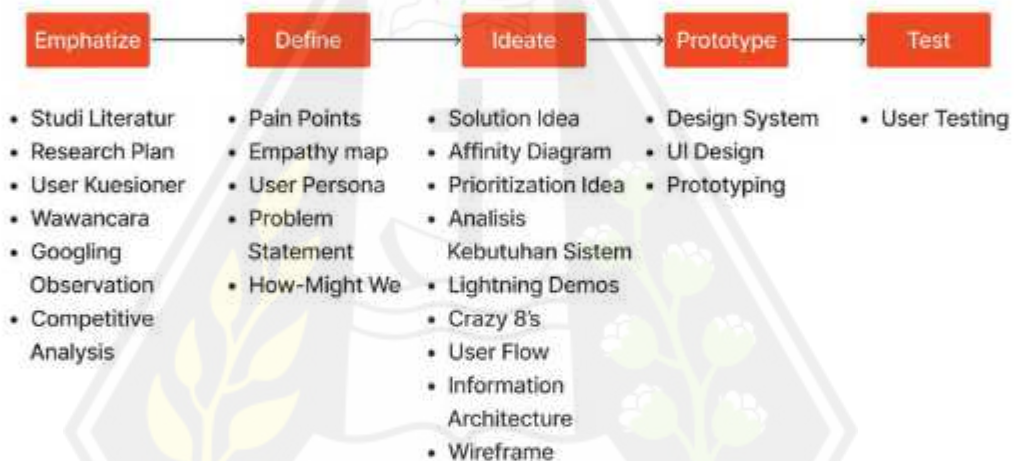 Emphatize
Define
Ideate
Prototype
Test
• Studi Literatur
• Research Plan
• User Kuesioner
• Wawancara
• Googling
Observation
• Competitive
Analysis
• Pain Points
• Empathy map
• User Persona
• Problem
Statement
• How-Might We
• Solution Idea
• Affinity Diagram
• Prioritization Idea
• Analisis
Kebutuhan Sistem
• Lightning Demos
• Crazy 8's
• User Flow
• Information
Architecture
• Wireframe
• Design System
• UI Design
• Prototyping
• User Testing